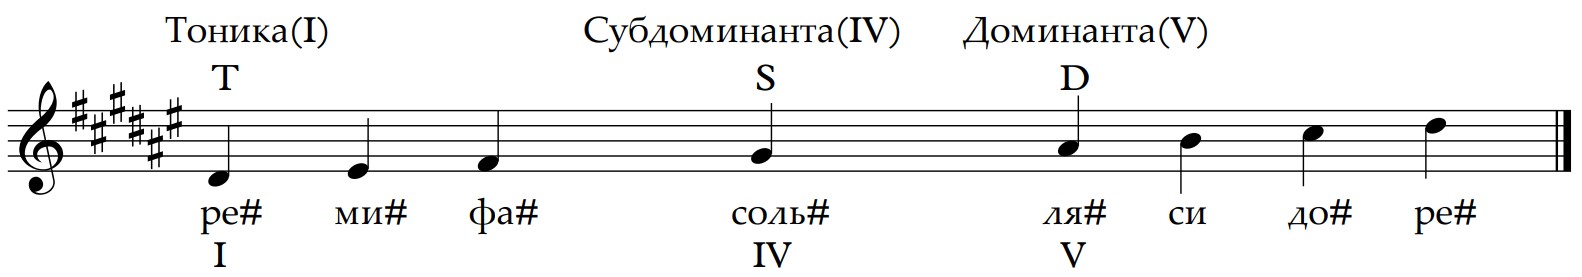 Тоника(I) Субдоминанта(IV) Доминанта(V)
T S D
ре# ми# фа# соль# ля# си до# ре#
I IV V